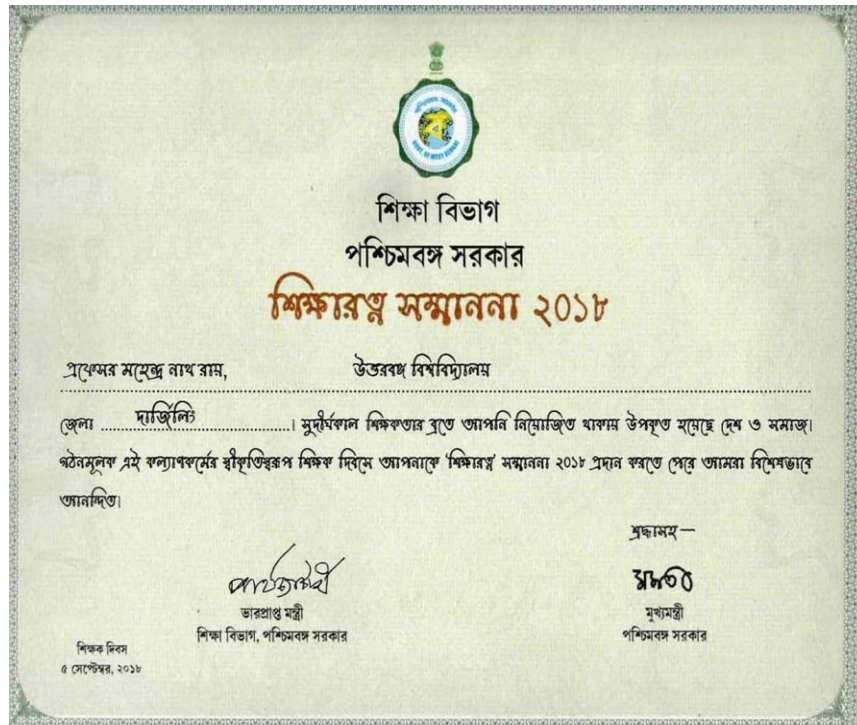 শিক্ষা বিভাগ
পশ্চিমবঙ্গ সরকার
শিক্ষারত্ন সম্মাননা ২০১৮
প্রফেসর মহেন্দ্র নাথ রায়, উত্তরবঙ্গ বিশ্ববিদ্যালয়
জেলা দার্জিলিং । সুদীর্ঘকাল শিক্ষকতার ব্রতে আপনি নিয়োজিত থাকায় উপকৃত হয়েছে দেশ ও সমাজ।
গঠনমূলক এই কল্যাণকর্মের স্বীকৃতিস্বরূপ শিক্ষক দিবসে আপনাকে 'শিক্ষারত্ন' সম্মাননা ২০১৮ প্রদান করতে পেরে আমরা বিশেষভাবে
আনন্দিত।
শ্রদ্ধাসহ—
মমতা
ভারপ্রাপ্ত মন্ত্রী
শিক্ষা বিভাগ, পশ্চিমবঙ্গ সরকার
মুখ্যমন্ত্রী
পশ্চিমবঙ্গ সরকার
শিক্ষক দিবস
৫ সেপ্টেম্বর, ২০১৮